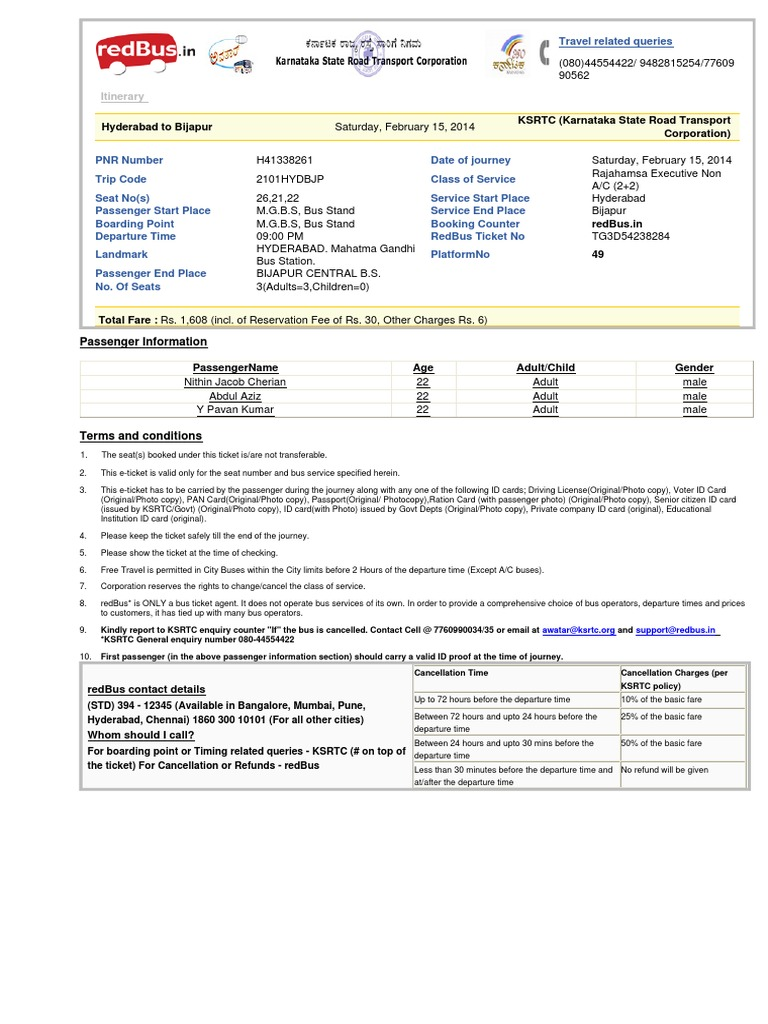 redBus.in
ಕರ್ನಾಟಕ ರಾಜ್ಯ ರಸ್ತೆ ಸಾರಿಗೆ ನಿಗಮ
Karnataka State Road Transport Corporation
Travel related queries
(080)44554422/ 9482815254/77609
90562
Itinerary
Hyderabad to Bijapur Saturday, February 15, 2014 KSRTC (Karnataka State Road Transport
Corporation)
PNR Number H41338261 Date of journey Saturday, February 15, 2014
Trip Code 2101HYDBJP Class of Service Rajahamsa Executive Non
A/C (2+2)
Seat No(s) 26,21,22 Service Start Place Hyderabad
Passenger Start Place M.G.B.S, Bus Stand Service End Place Bijapur
Boarding Point M.G.B.S, Bus Stand Booking Counter redBus.in
Departure Time 09:00 PM RedBus Ticket No TG3D54238284
Landmark HYDERABAD. Mahatma Gandhi
Bus Station. PlatformNo 49
Passenger End Place BIJAPUR CENTRAL B.S.
No. Of Seats 3(Adults=3,Children=0)
Total Fare : Rs. 1,608 (incl. of Reservation Fee of Rs. 30, Other Charges Rs. 6)
Passenger Information
PassengerName Age Adult/Child Gender
Nithin Jacob Cherian 22 Adult male
Abdul Aziz 22 Adult male
Y Pavan Kumar 22 Adult male
Terms and conditions
1. The seat(s) booked under this ticket is/are not transferable.
2. This e-ticket is valid only for the seat number and bus service specified herein.
3. This e-ticket has to be carried by the passenger during the journey along with any one of the following ID cards; Driving License(Original/Photo copy), Voter ID Card
(Original/Photo copy), PAN Card(Original/Photo copy), Passport(Original/ Photocopy),Ration Card (with passenger photo) (Original/Photo copy), Senior citizen ID card
(issued by KSRTC/Govt) (Original/Photo copy), ID card(with Photo) issued by Govt Depts (Original/Photo copy), Private company ID card (original), Educational
Institution ID card (original).
4. Please keep the ticket safely till the end of the journey.
5. Please show the ticket at the time of checking.
6. Free Travel is permitted in City Buses within the City limits before 2 Hours of the departure time (Except A/C buses).
7. Corporation reserves the rights to change/cancel the class of service.
8. redBus* is ONLY a bus ticket agent. It does not operate bus services of its own. In order to provide a comprehensive choice of bus operators, departure times and prices
to customers, it has tied up with many bus operators.
9. Kindly report to KSRTC enquiry counter "If" the bus is cancelled. Contact Cell @ 7760990034/35 or email at awatar@ksrtc.org and support@redbus.in
*KSRTC General enquiry number 080-44554422
10. First passenger (in the above passenger information section) should carry a valid ID proof at the time of journey.
redBus contact details
(STD) 394 - 12345 (Available in Bangalore, Mumbai, Pune,
Hyderabad, Chennai) 1860 300 10101 (For all other cities)
Whom should I call?
For boarding point or Timing related queries - KSRTC (# on top of
the ticket) For Cancellation or Refunds - redBus
Cancellation Time Cancellation Charges (per
KSRTC policy)
Up to 72 hours before the departure time 10% of the basic fare
Between 72 hours and upto 24 hours before the
departure time 25% of the basic fare
Between 24 hours and upto 30 mins before the
departure time 50% of the basic fare
Less than 30 minutes before the departure time and
at/after the departure time No refund will be given